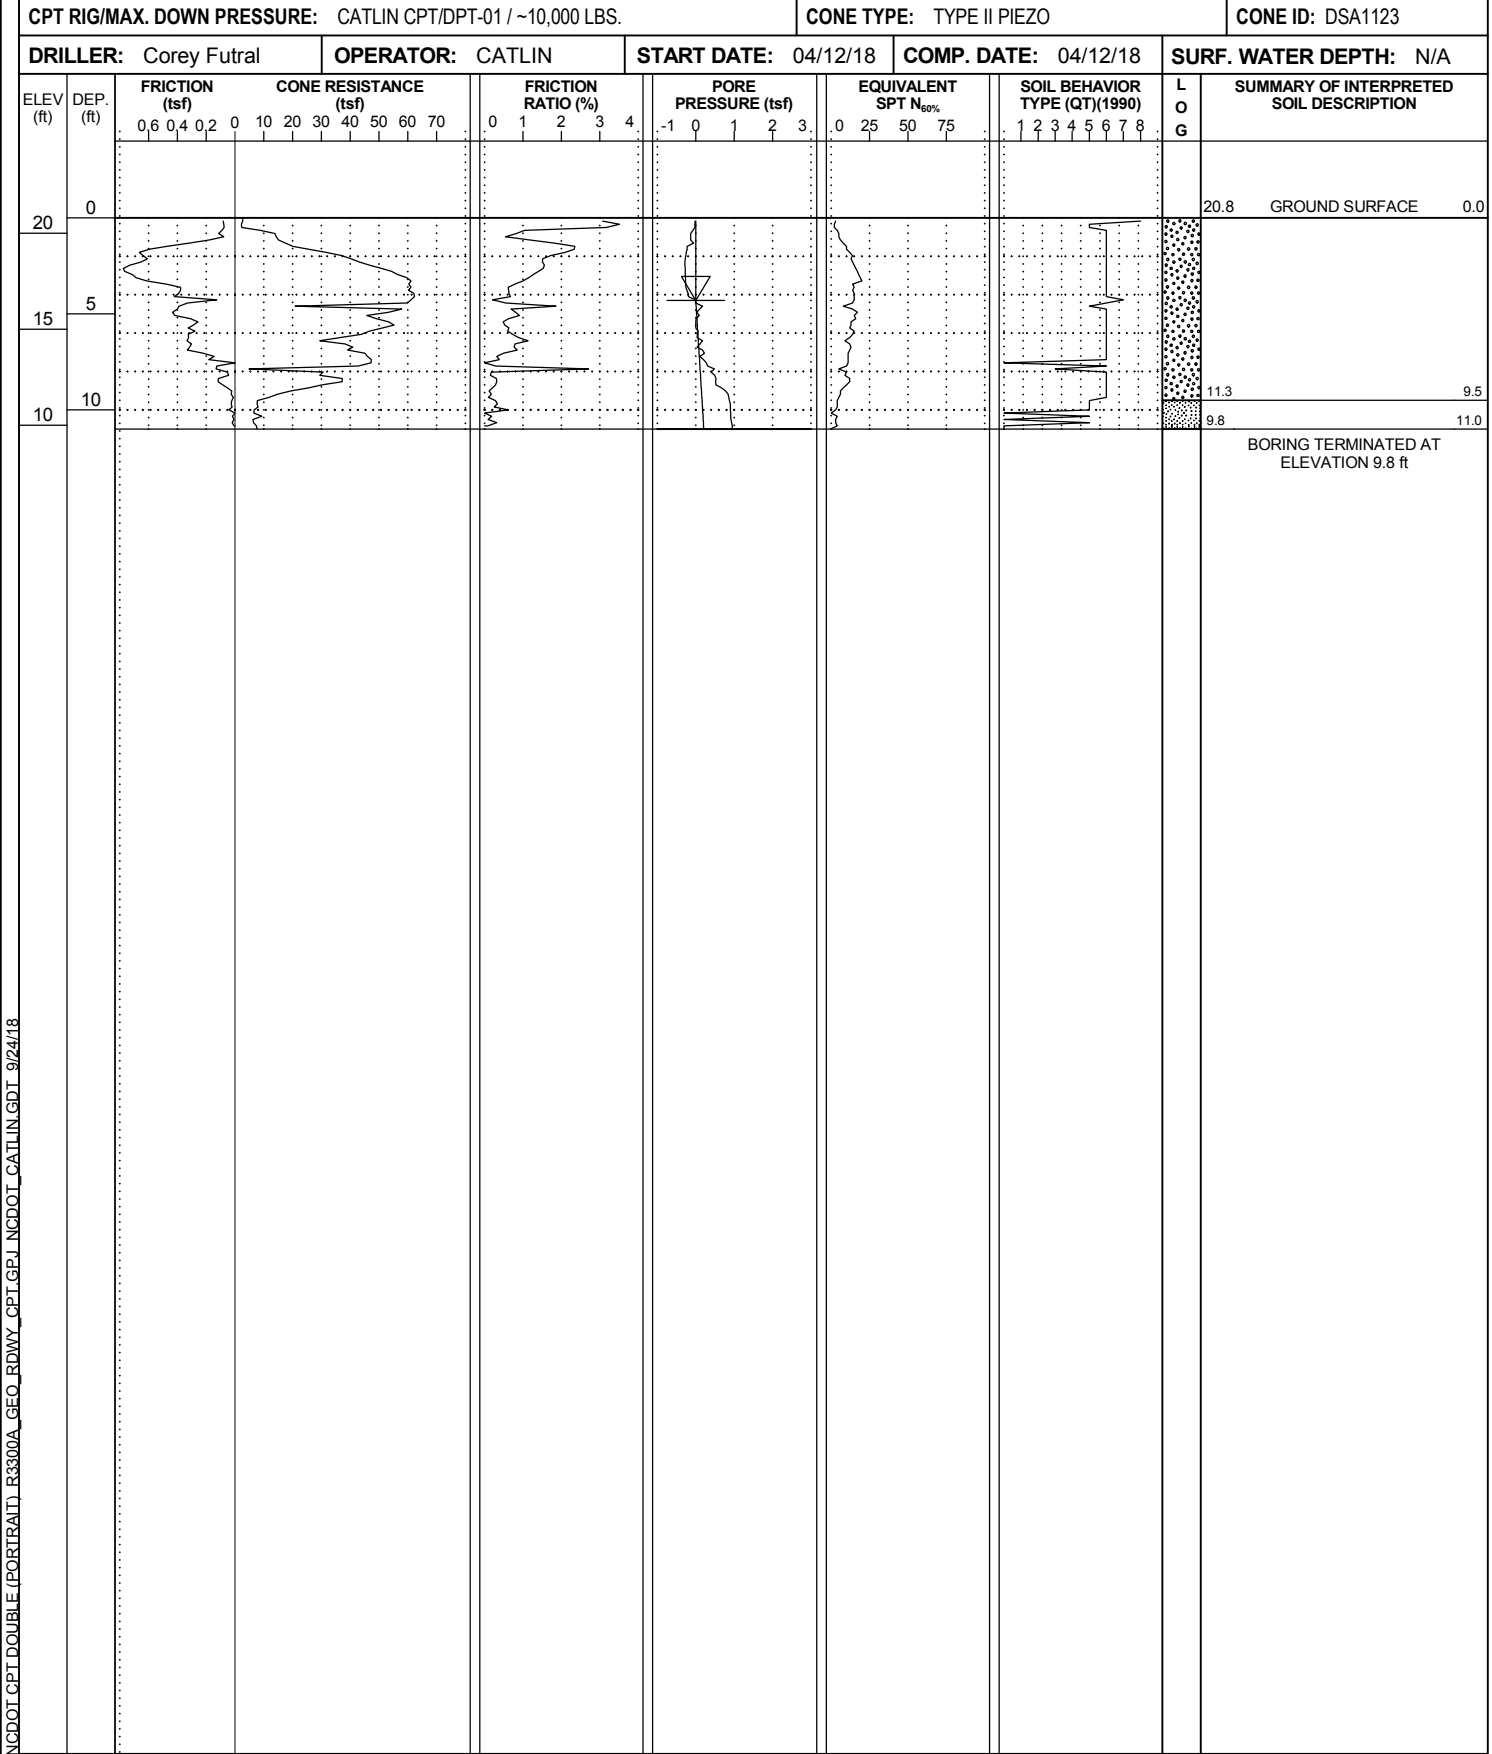 CPT RIG/MAX. DOWN PRESSURE: CATLIN CPT/DPT-01 / ~10,000 LBS. CONE TYPE: TYPE II PIEZO CONE ID: DSA1123
DRILLER: Corey Futral OPERATOR: CATLIN START DATE: 04/12/18 COMP. DATE: 04/12/18 SURF. WATER DEPTH: N/A
ELEV (ft)
DEP. (ft)
FRICTION (tsf)
CONE RESISTANCE (tsf)
FRICTION RATIO (%)
PORE PRESSURE (tsf)
EQUIVALENT SPT N60%
SOIL BEHAVIOR TYPE (QT)(1990)
L O G
SUMMARY OF INTERPRETED SOIL DESCRIPTION
0.6 0.4 0.2 0 10 20 30 40 50 60 70
0 1 2 3 4
-1 0 1 2 3
0 25 50 75
1 2 3 4 5 6 7 8
0
20.8 GROUND SURFACE 0.0
20
5
15
11.3 9.5
10
10
9.8 11.0
BORING TERMINATED AT
ELEVATION 9.8 ft
NCDOT CPT DOUBLE (PORTRAIT) R3300A_GEO_RDWY_CPT.GPJ NCDOT_CATLIN.GDT 9/24/18